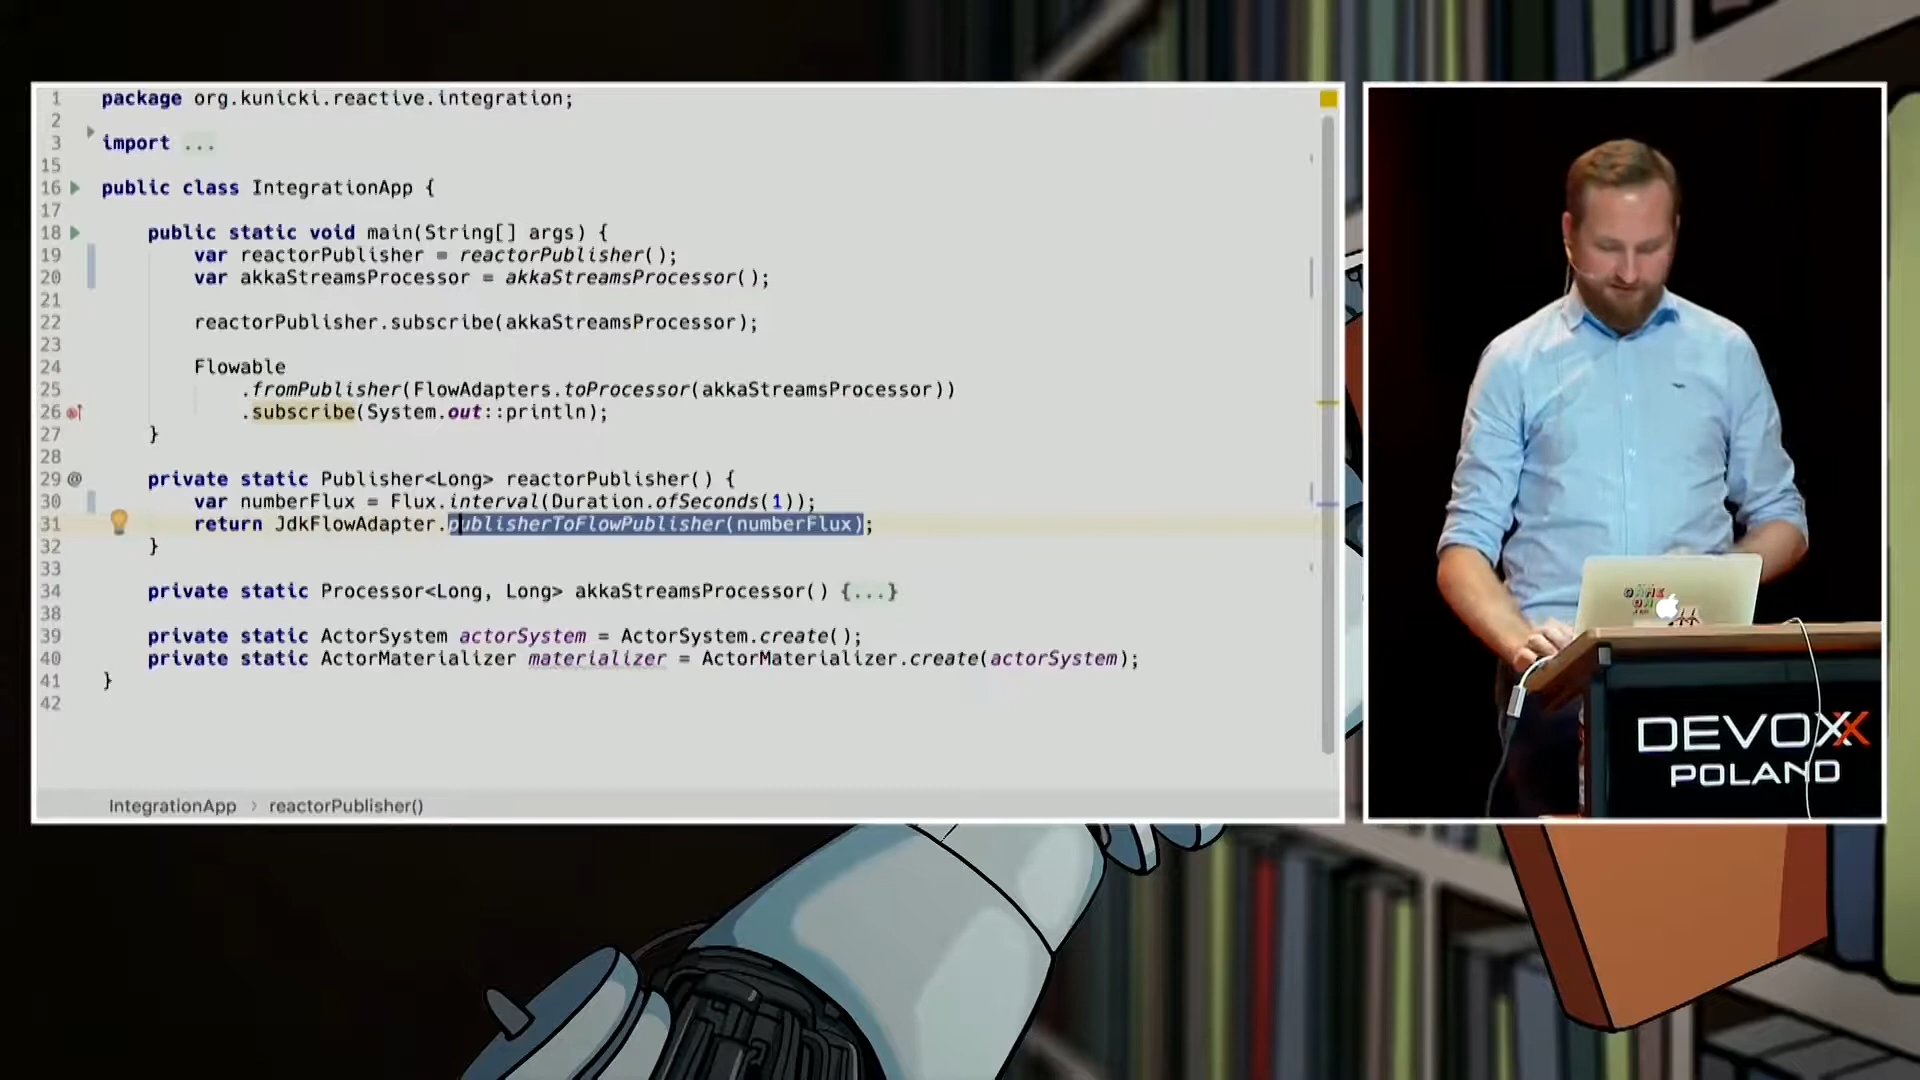 1 package org.kunicki.reactive.integration;
2
3 import ...
15
16 public class IntegrationApp {
17
18 public static void main(String[] args) {
19 var reactorPublisher = reactorPublisher();
20 var akkaStreamsProcessor = akkaStreamsProcessor();
21
22 reactorPublisher.subscribe(akkaStreamsProcessor);
23
24 Flowable
25 .fromPublisher(FlowAdapters.toProcessor(akkaStreamsProcessor))
26 .subscribe(System.out::println);
27 }
28
29 @ private static Publisher<Long> reactorPublisher() {
30 var numberFlux = Flux.interval(Duration.ofSeconds(1));
31 return JdkFlowAdapter.publisherToFlowPublisher(numberFlux);
32 }
33
34 private static Processor<Long, Long> akkaStreamsProcessor() {...}
38
39 private static ActorSystem actorSystem = ActorSystem.create();
40 private static ActorMaterializer materializer = ActorMaterializer.create(actorSystem);
41 }
42
IntegrationApp > reactorPublisher()
DEVOXX
POLAND